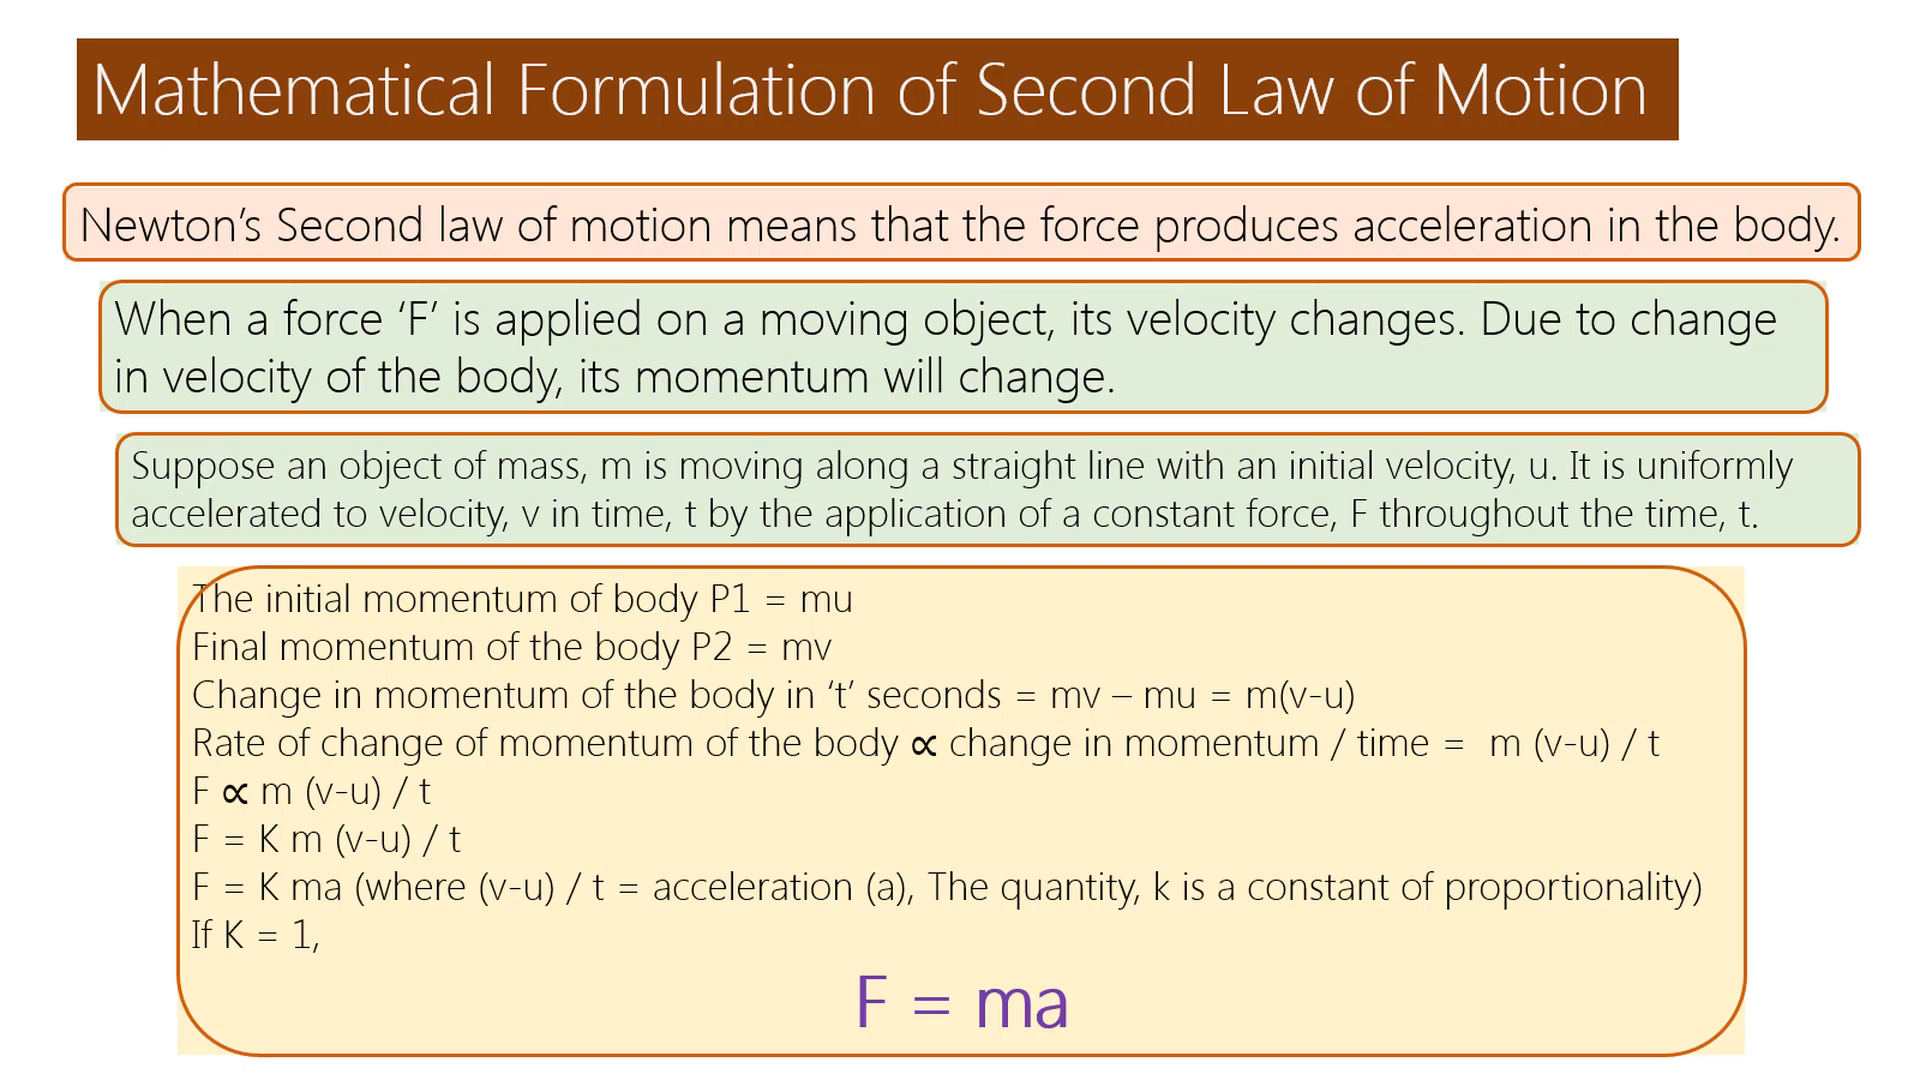 Mathematical Formulation of Second Law of Motion
Newton’s Second law of motion means that the force produces acceleration in the body.
When a force ‘F’ is applied on a moving object, its velocity changes. Due to change
in velocity of the body, its momentum will change.
Suppose an object of mass, m is moving along a straight line with an initial velocity, u. It is uniformly
accelerated to velocity, v in time, t by the application of a constant force, F throughout the time, t.
The initial momentum of body P1 = mu
Final momentum of the body P2 = mv
Change in momentum of the body in ‘t’ seconds = mv – mu = m(v-u)
Rate of change of momentum of the body ∝ change in momentum / time =  m (v-u) / t
F ∝ m (v-u) / t
F = K m (v-u) / t
F = K ma (where (v-u) / t = acceleration (a), The quantity, k is a constant of proportionality)
If K = 1,
F = ma